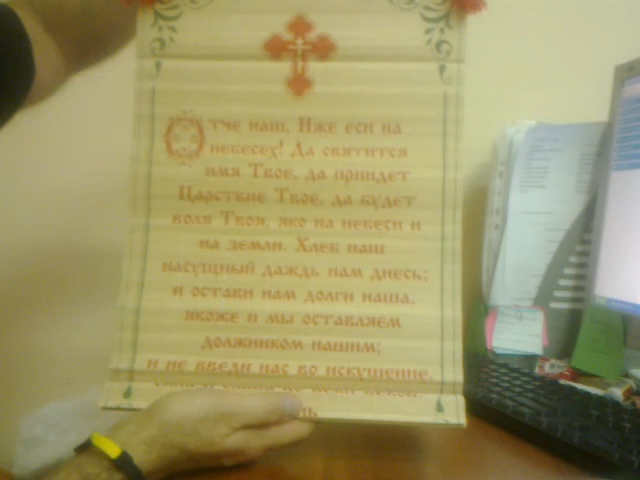 Отче наш, Иже еси на
небесех! Да святится
имя Твое, да приидет
Царствие Твое, да будет
воля Твоя, яко на небеси и
на земли. Хлеб наш
насущный даждь нам днесь;
и остави нам долги наша,
якоже и мы оставляем
должником нашим;
и не введи нас во искушение,